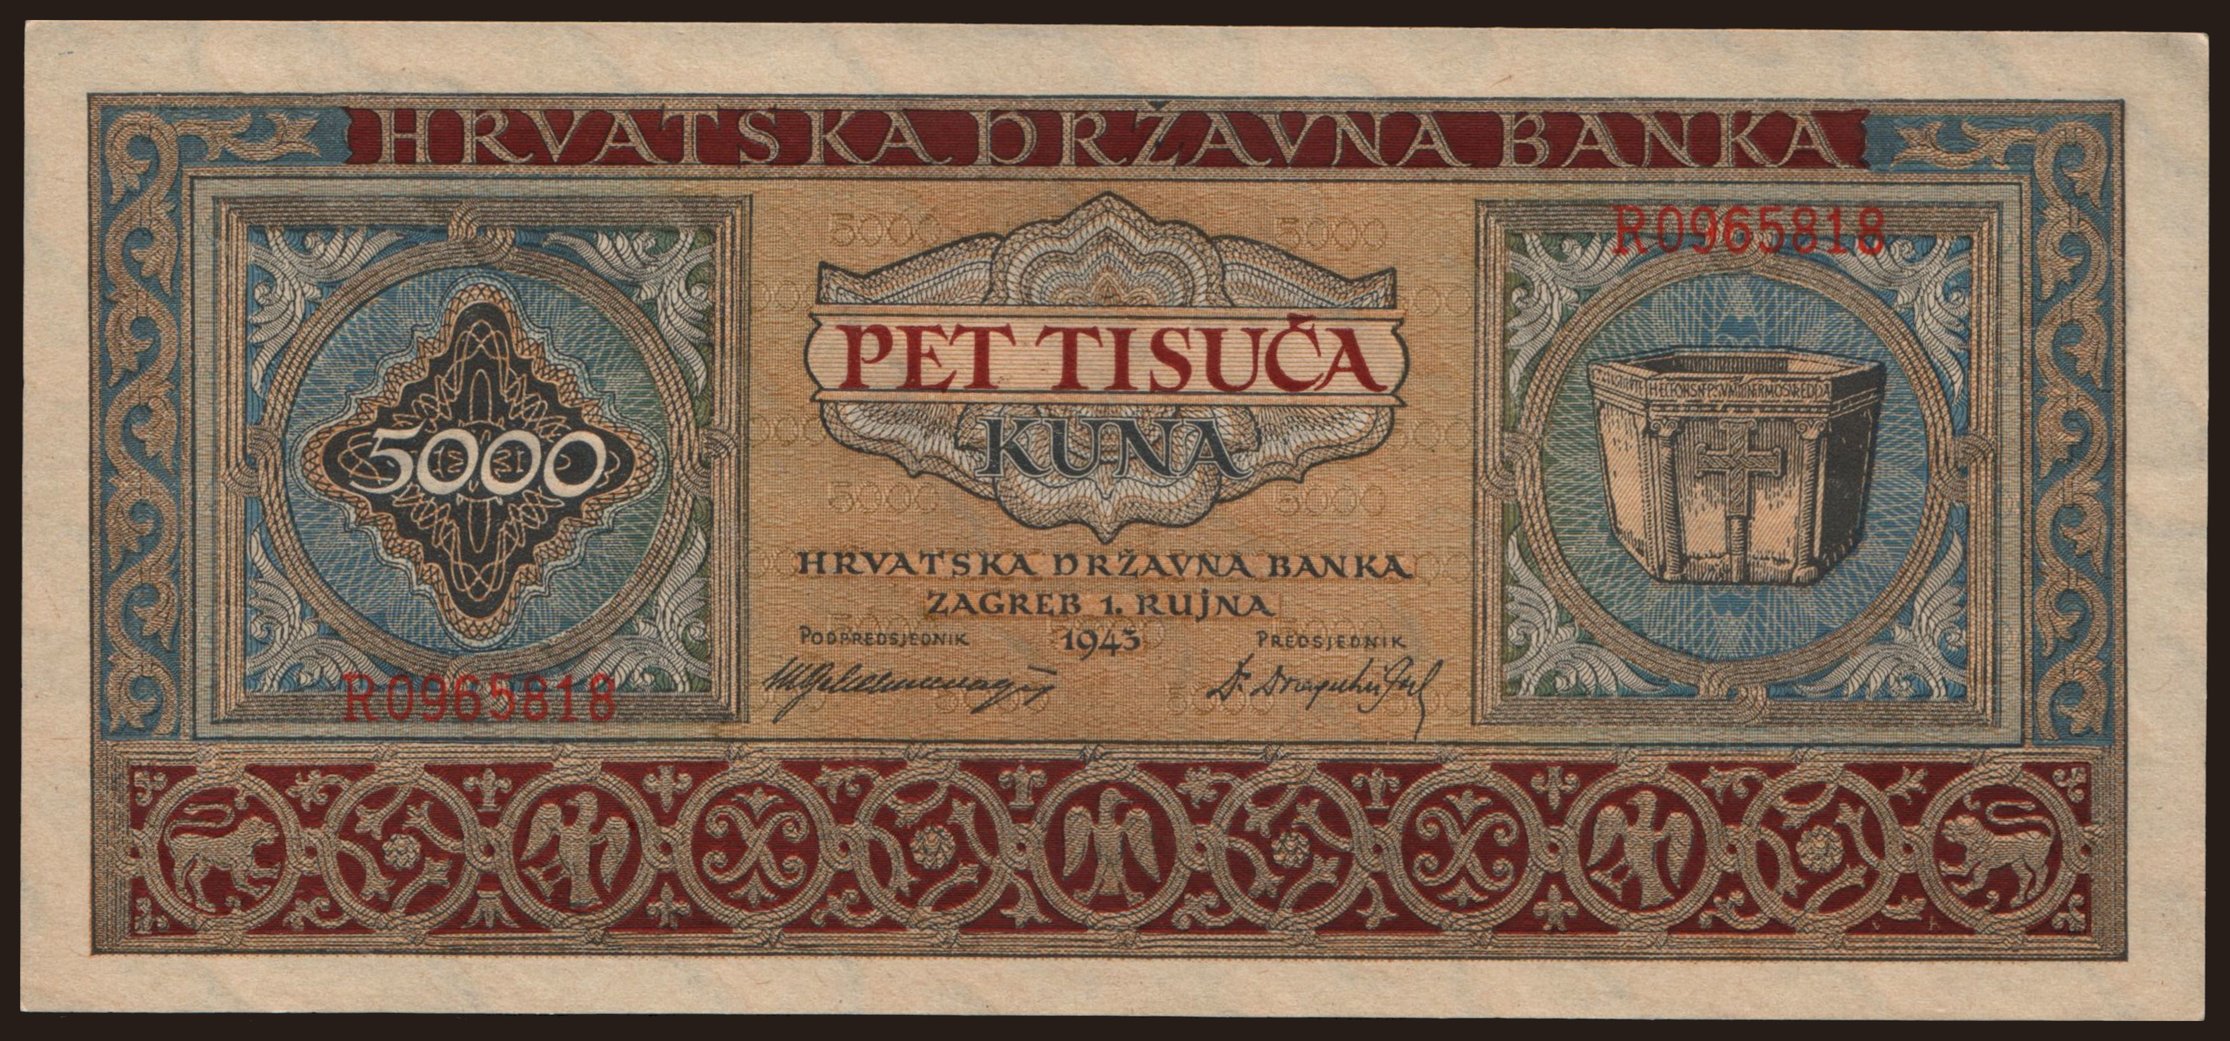 HRVATSKA DRŽAVNA BANKA
R0965818
PET TISUĆA
5000
KUNA
HRVATSKA DRŽAVNA BANKA
ZAGREB 1. RUJNA
PODPREDSJEDNIK 1943 PREDSJEDNIK
R0965818